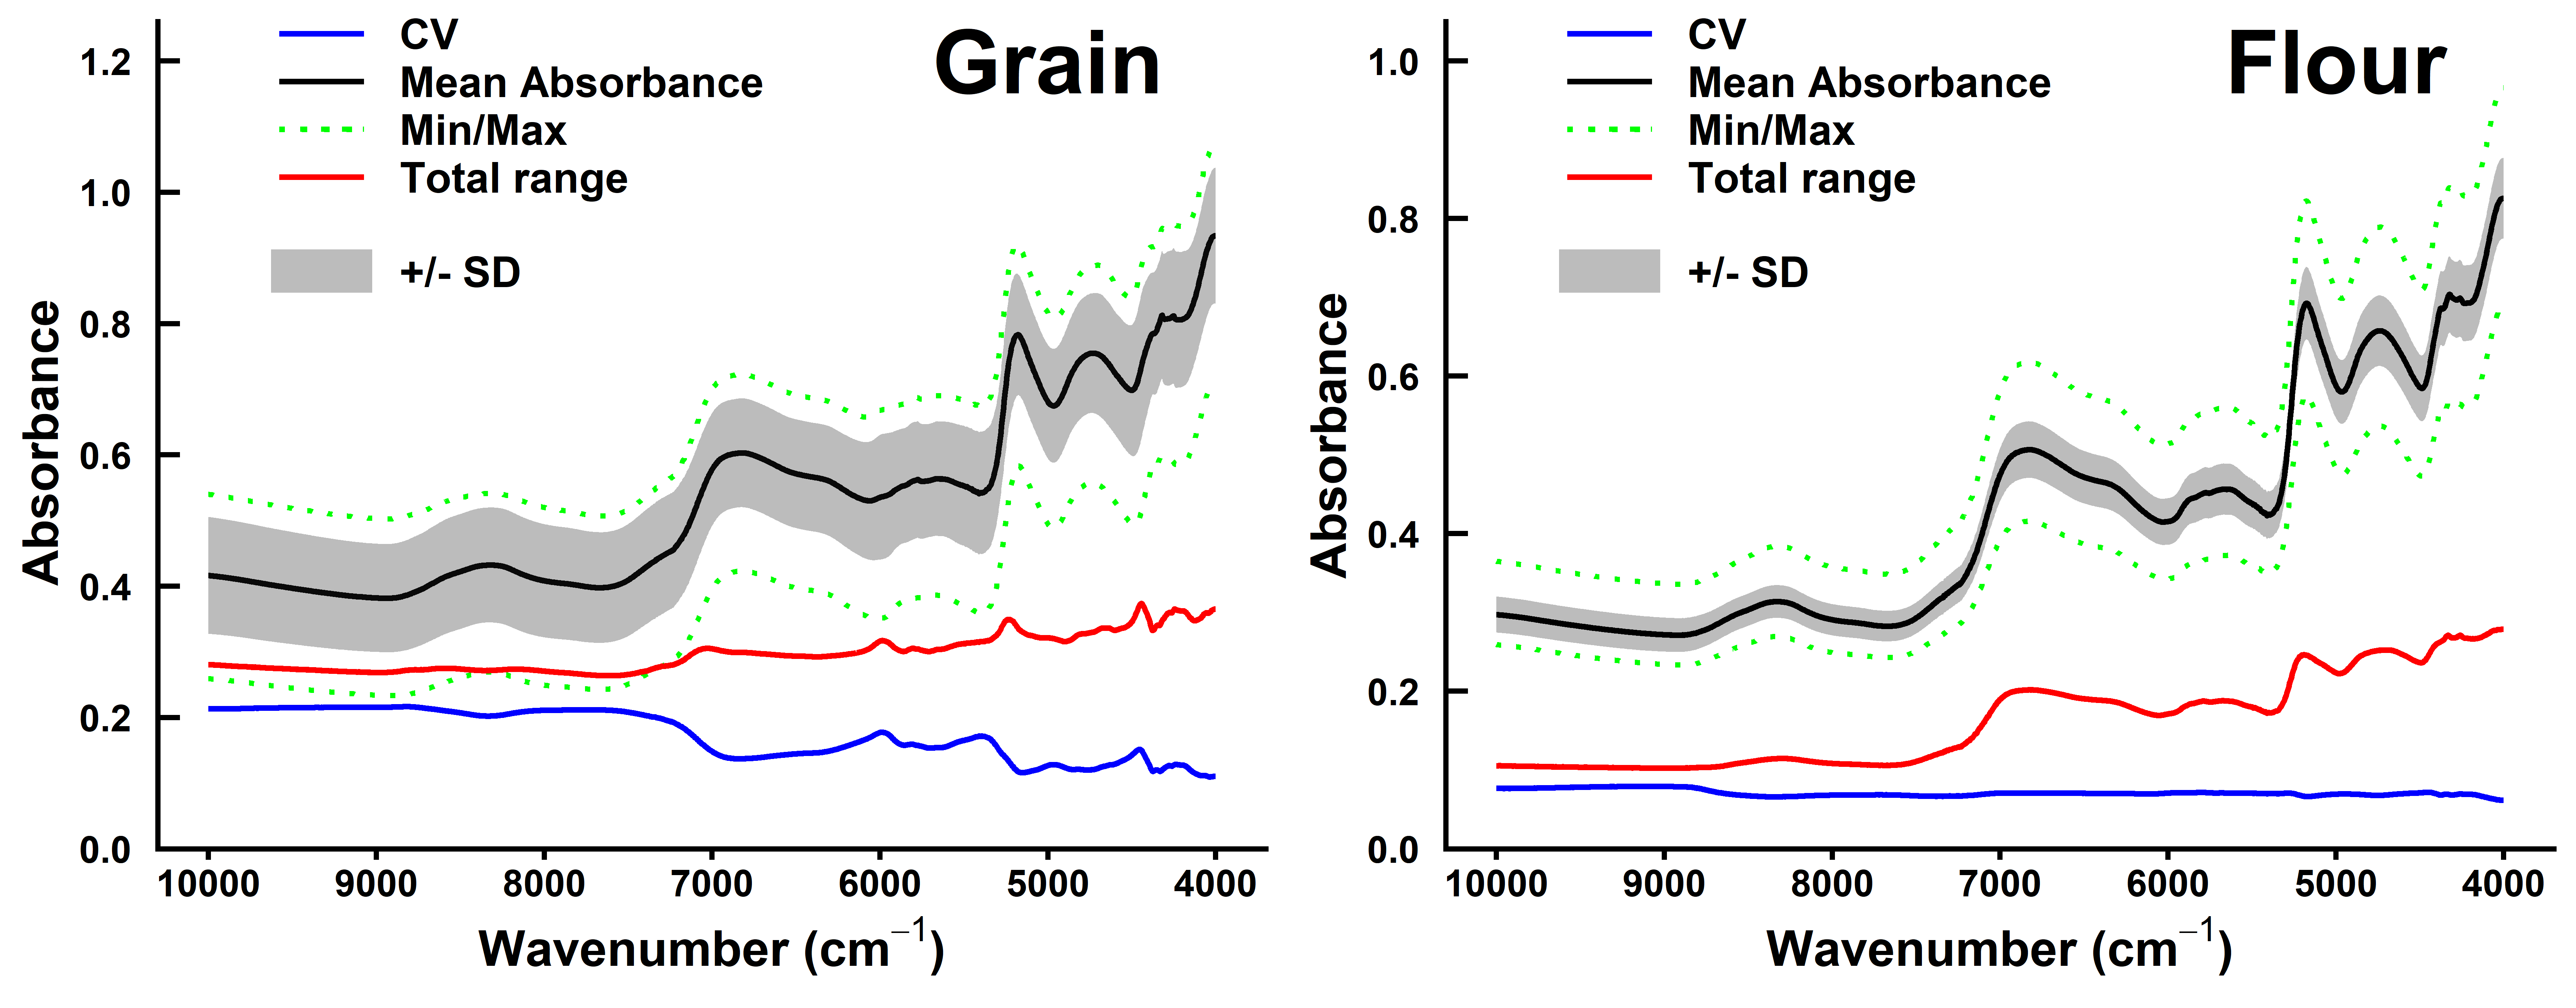 Grain
CV
Mean Absorbance
Min/Max
Total range
+/- SD
Absorbance
1.2
1.0
0.8
0.6
0.4
0.2
0.0
10000 9000 8000 7000 6000 5000 4000
Wavenumber (cm−1)
Flour
CV
Mean Absorbance
Min/Max
Total range
+/- SD
Absorbance
1.0
0.8
0.6
0.4
0.2
0.0
10000 9000 8000 7000 6000 5000 4000
Wavenumber (cm−1)